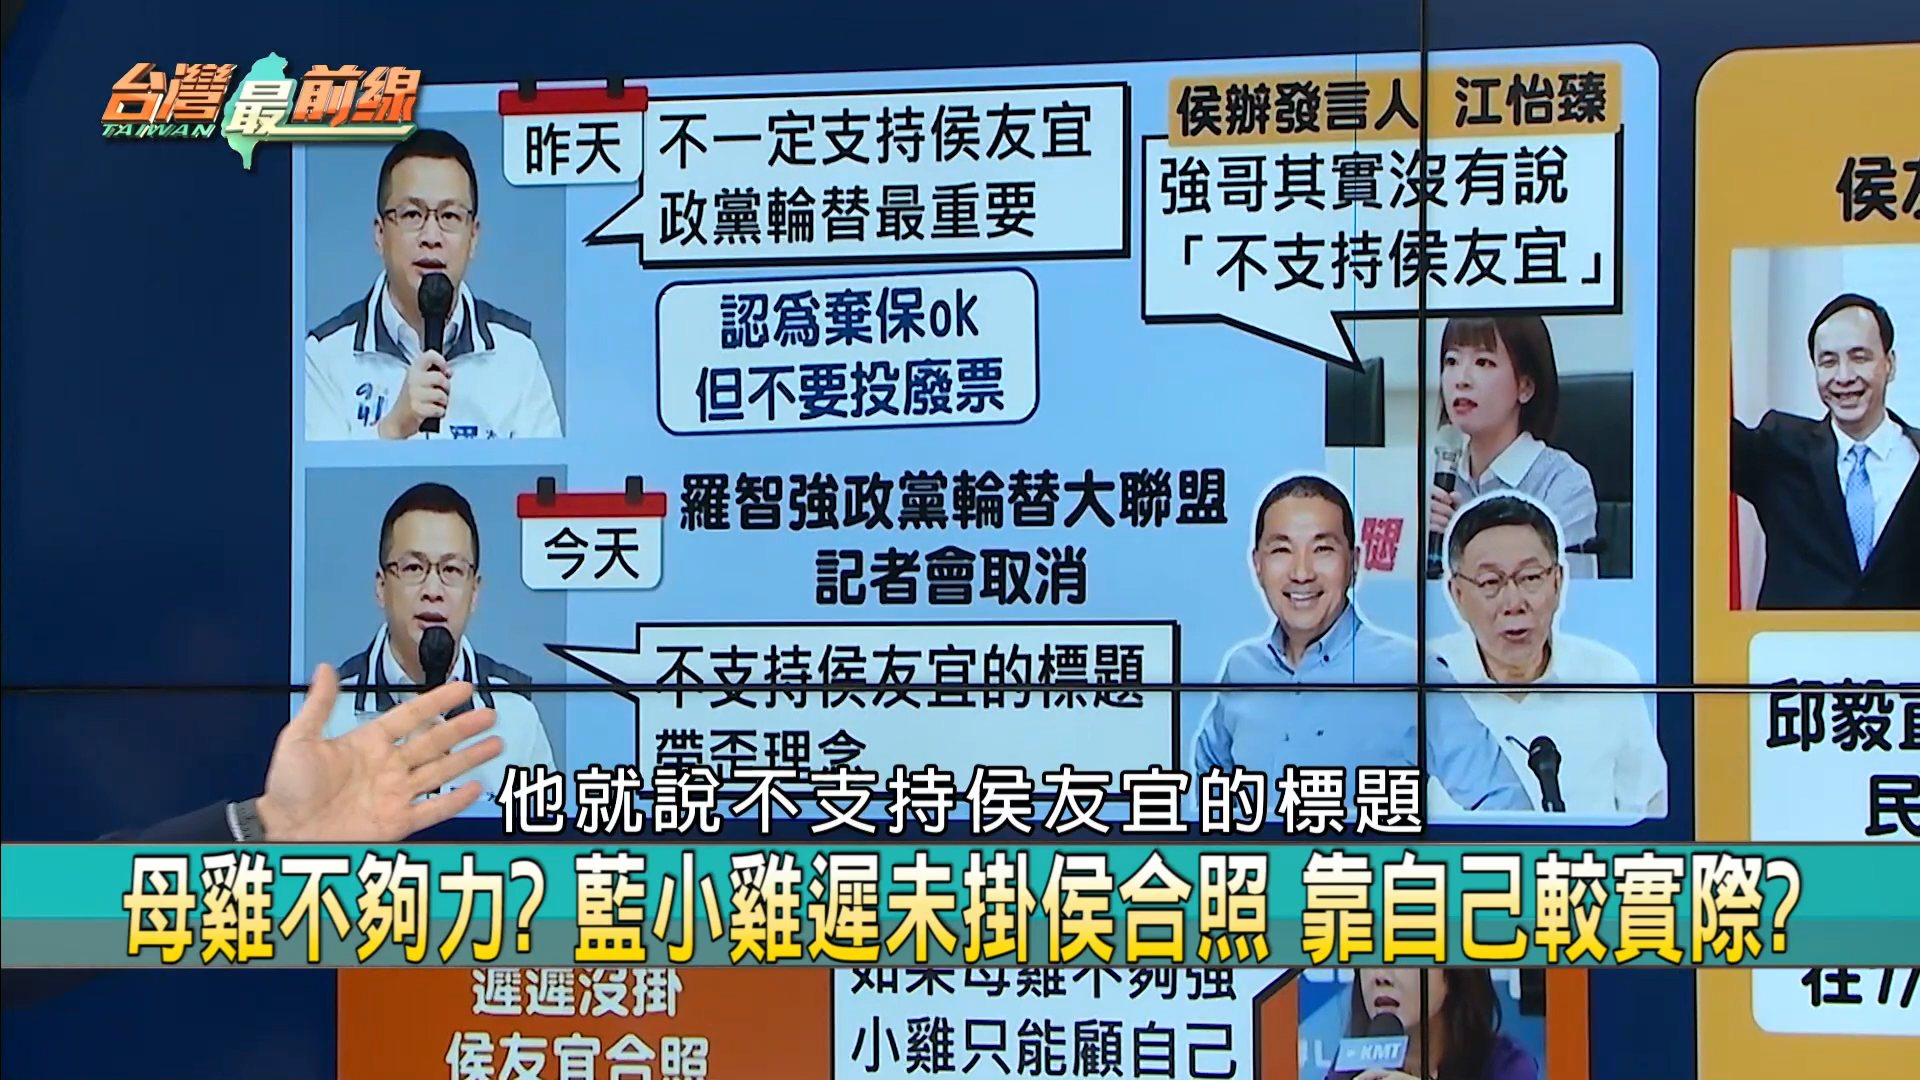 台灣最前線
TAIWAN
昨天
不一定支持侯友宜
政黨輪替最重要
認為棄保ok
但不要投廢票
侯辦發言人 江怡臻
強哥其實沒有說
「不支持侯友宜」
今天
羅智強政黨輪替大聯盟
記者會取消
不支持侯友宜的標題
帶歪理念
侯友
邱毅
民
他就說不支持侯友宜的標題
母雞不夠力? 藍小雞遲未掛侯合照 靠自己較實際?
遲遲沒掛
侯友宜合照
如果母雞不夠強
小雞只能顧自己
KMT
在7/